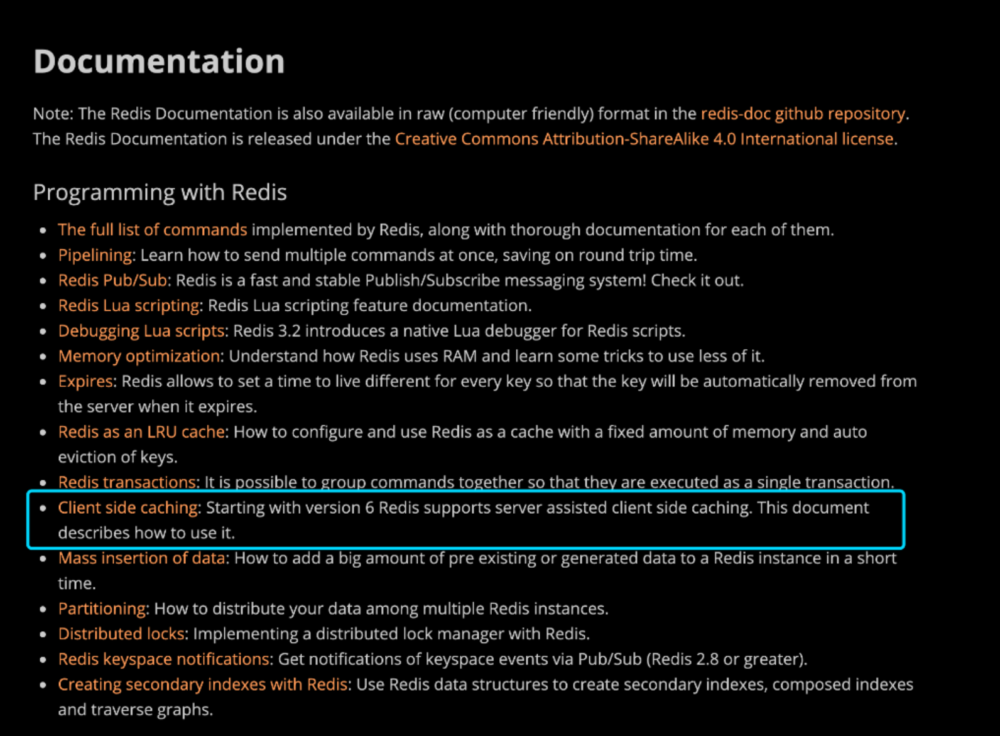 Documentation
Note: The Redis Documentation is also available in raw (computer friendly) format in the redis-doc github repository.
The Redis Documentation is released under the Creative Commons Attribution-ShareAlike 4.0 International license.
Programming with Redis
• The full list of commands implemented by Redis, along with thorough documentation for each of them.
• Pipelining: Learn how to send multiple commands at once, saving on round trip time.
• Redis Pub/Sub: Redis is a fast and stable Publish/Subscribe messaging system! Check it out.
• Redis Lua scripting: Redis Lua scripting feature documentation.
• Debugging Lua scripts: Redis 3.2 introduces a native Lua debugger for Redis scripts.
• Memory optimization: Understand how Redis uses RAM and learn some tricks to use less of it.
• Expires: Redis allows to set a time to live different for every key so that the key will be automatically removed from
the server when it expires.
• Redis as an LRU cache: How to configure and use Redis as a cache with a fixed amount of memory and auto
eviction of keys.
• Redis transactions: It is possible to group commands together so that they are executed as a single transaction.
• Client side caching: Starting with version 6 Redis supports server assisted client side caching. This document
describes how to use it.
• Mass insertion of data: How to add a big amount of pre existing or generated data to a Redis instance in a short
time.
• Partitioning: How to distribute your data among multiple Redis instances.
• Distributed locks: Implementing a distributed lock manager with Redis.
• Redis keyspace notifications: Get notifications of keyspace events via Pub/Sub (Redis 2.8 or greater).
• Creating secondary indexes with Redis: Use Redis data structures to create secondary indexes, composed indexes
and traverse graphs.